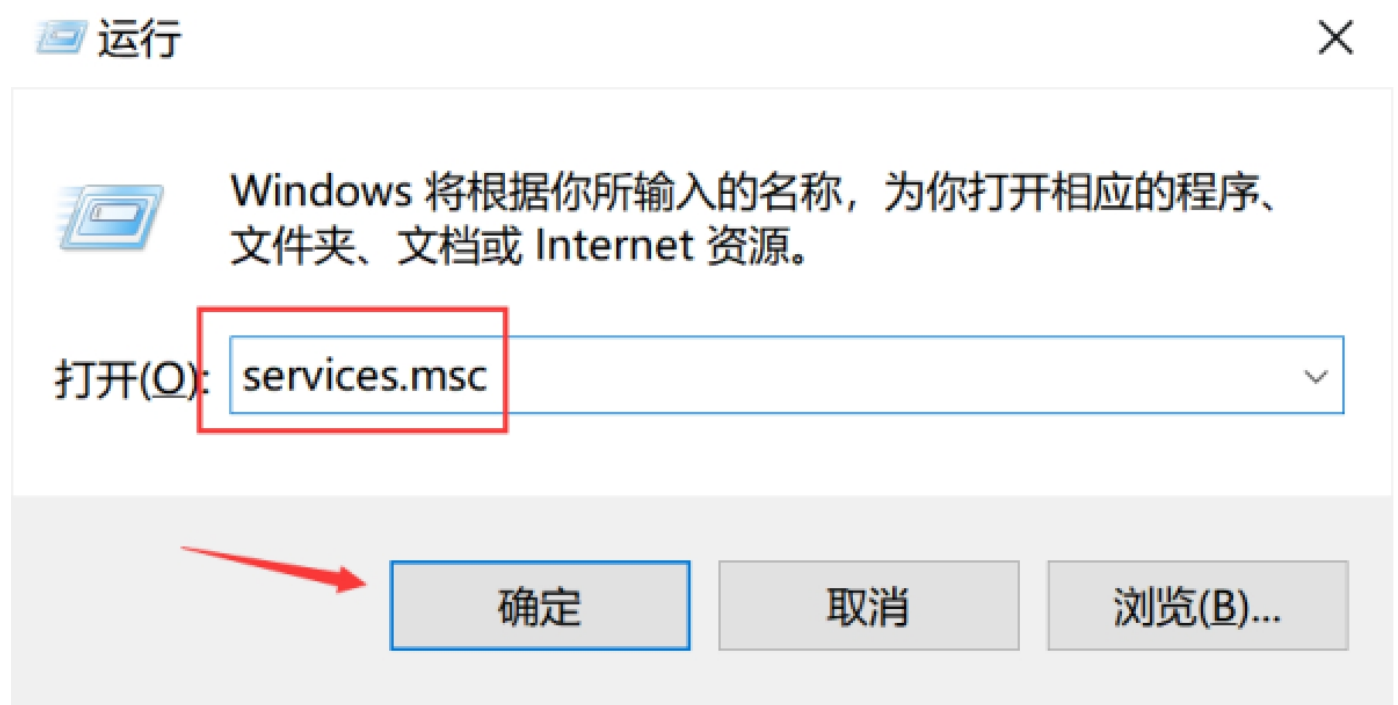 运行
Windows 将根据你所输入的名称，为你打开相应的程序、
文件夹、文档或 Internet 资源。
打开(O): services.msc
确定 取消 浏览(B)...